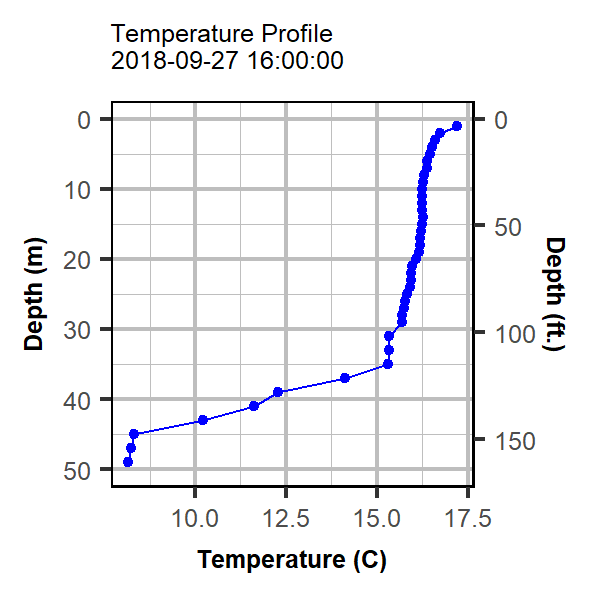 Temperature Profile
2018-09-27 16:00:00
0
10
20
30
40
50
Depth (m)
0
50
100
150
Depth (ft.)
10.0 12.5 15.0 17.5
Temperature (C)